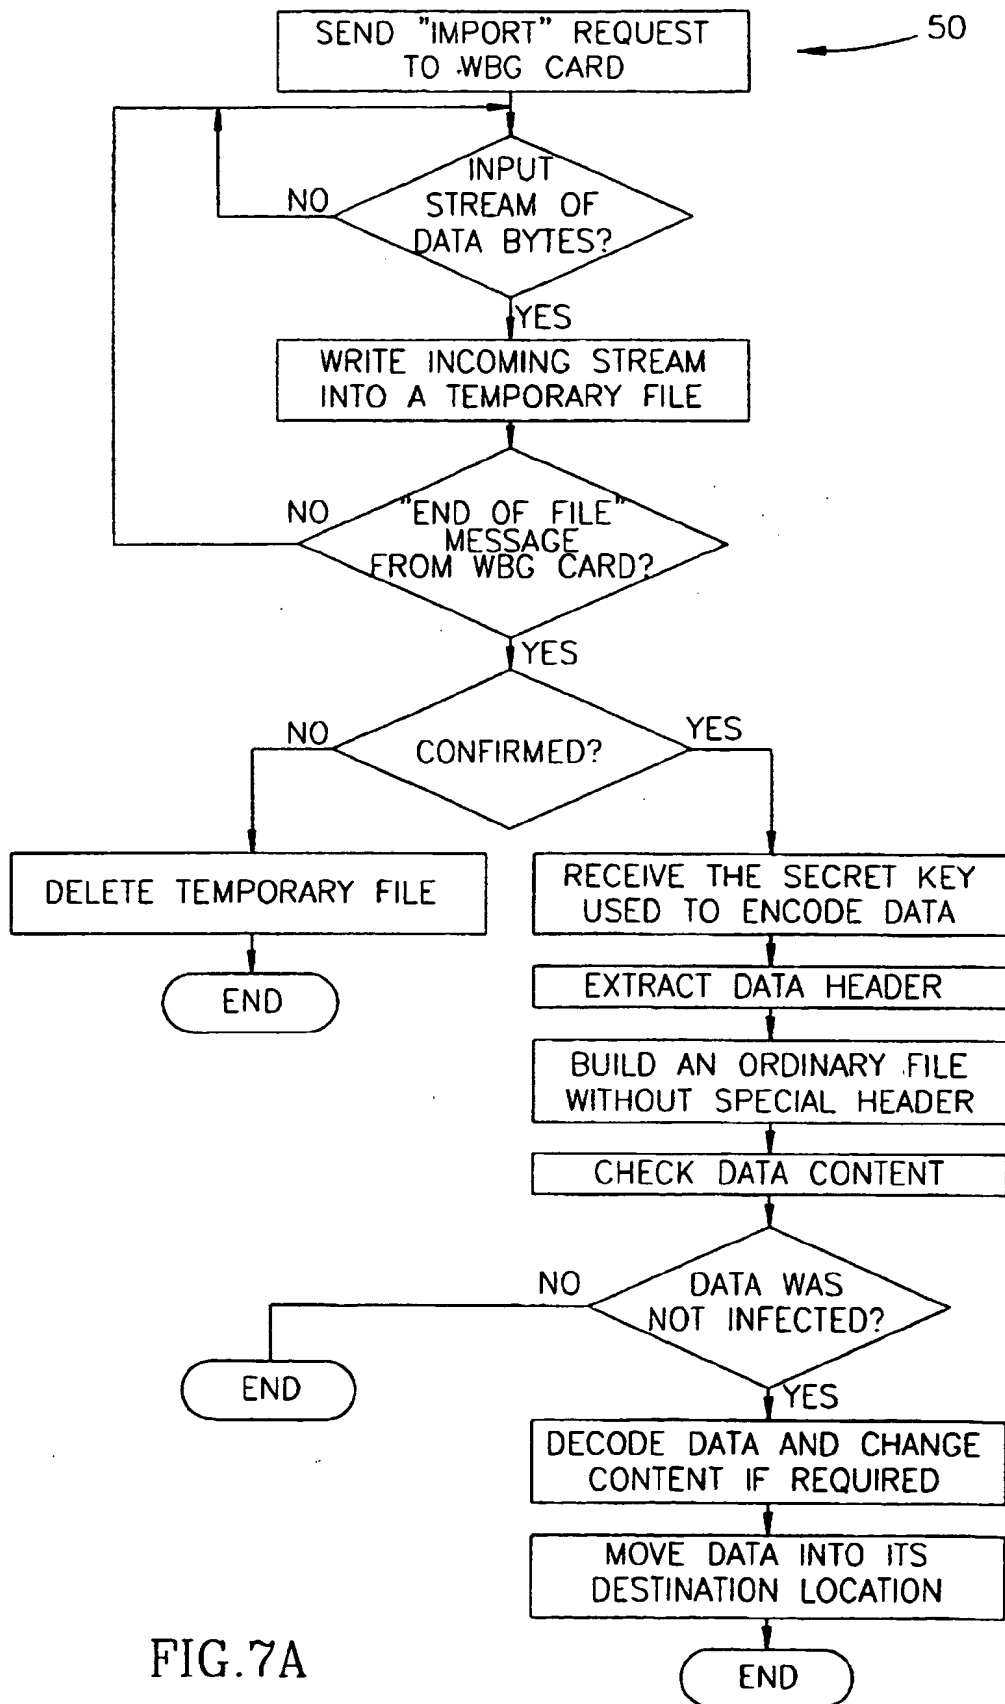 SEND "IMPORT" REQUEST
TO WBG CARD
50
INPUT
STREAM OF
DATA BYTES?
NO
YES
WRITE INCOMING STREAM
INTO A TEMPORARY FILE
"END OF FILE"
MESSAGE
FROM WBG CARD?
NO
YES
CONFIRMED?
NO
YES
DELETE TEMPORARY FILE
END
RECEIVE THE SECRET KEY
USED TO ENCODE DATA
EXTRACT DATA HEADER
BUILD AN ORDINARY FILE
WITHOUT SPECIAL HEADER
CHECK DATA CONTENT
DATA WAS
NOT INFECTED?
NO
END
YES
DECODE DATA AND CHANGE
CONTENT IF REQUIRED
MOVE DATA INTO ITS
DESTINATION LOCATION
END
FIG.7A